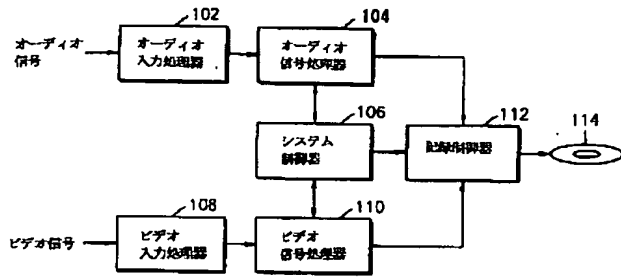 102
104
オーディオ
信号
オーディオ
入力処理器
オーディオ
信号処理器
106
112
114
システム
制御器
記録制御器
108
110
ビデオ信号
ビデオ
入力処理器
ビデオ
信号処理器